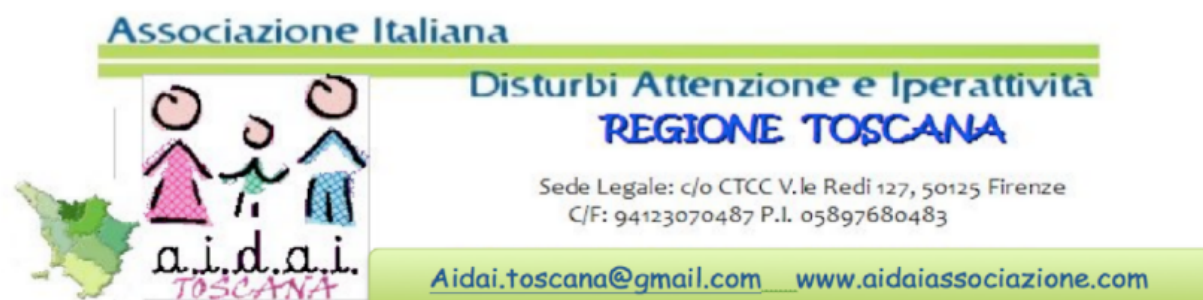 Associazione Italiana
Disturbi Attenzione e Iperattività
REGIONE TOSCANA
Sede Legale: c/o CTCC V.le Redi 127, 50125 Firenze
C/F: 94123070487 P.I. 05897680483
a.i.d.a.i.
TOSCANA
Aidai.toscana@gmail.com www.aidaiassociazione.com